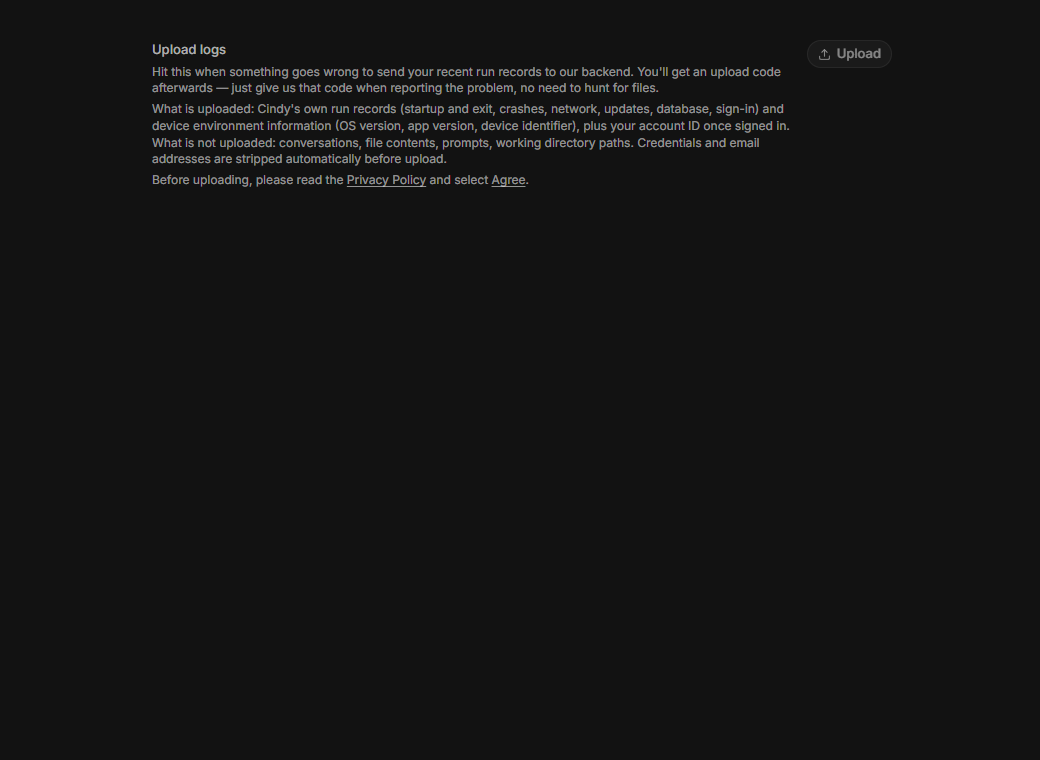 Upload logs
Upload
Hit this when something goes wrong to send your recent run records to our backend. You'll get an upload code
afterwards — just give us that code when reporting the problem, no need to hunt for files.
What is uploaded: Cindy's own run records (startup and exit, crashes, network, updates, database, sign-in) and
device environment information (OS version, app version, device identifier), plus your account ID once signed in.
What is not uploaded: conversations, file contents, prompts, working directory paths. Credentials and email
addresses are stripped automatically before upload.
Before uploading, please read the Privacy Policy and select Agree.